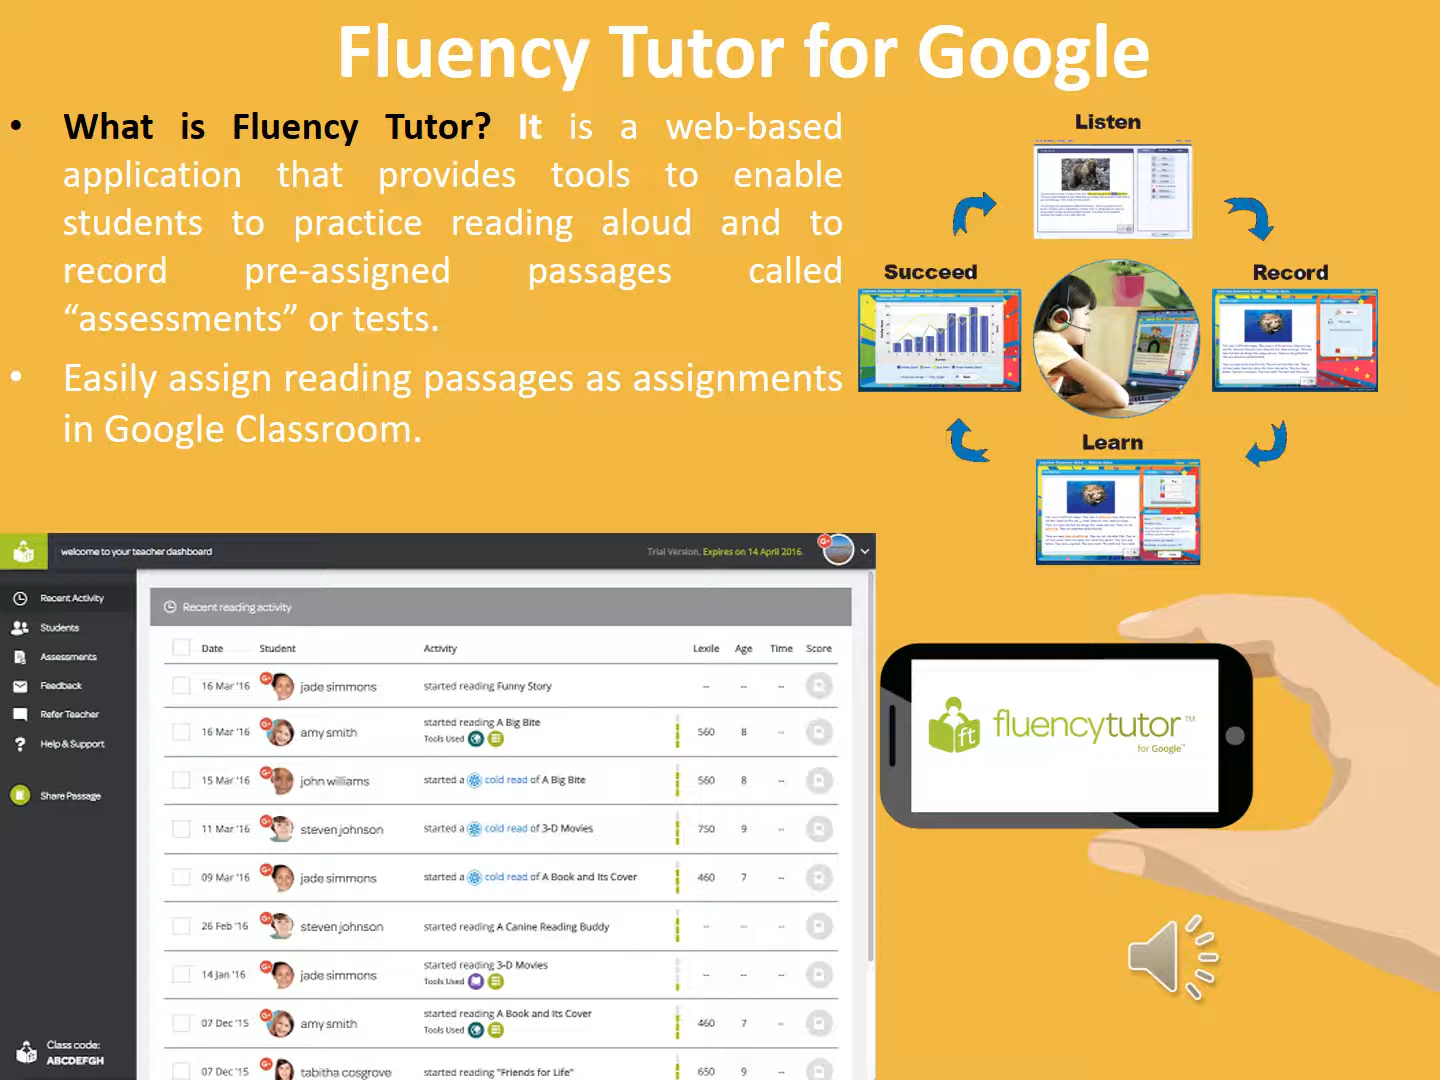 Fluency Tutor for Google
• What is Fluency Tutor? It is a web-based
application that provides tools to enable
students to practice reading aloud and to
record pre-assigned passages called
“assessments” or tests.
• Easily assign reading passages as assignments
in Google Classroom.
Listen
Succeed
Record
Learn
welcome to your teacher dashboard
Trial Version. Expires on 14 April 2016.
Recent Activity
Students
Assessments
Feedback
Refer Teacher
Help & Support
Share Passage
Class code:
ABCDEFGH
Recent reading activity
Date Student Activity Lexile Age Time Score
16 Mar '16 jade simmons started reading Funny Story -- -- --
16 Mar '16 amy smith started reading A Big Bite 560 8 --
Tools Used
15 Mar '16 john williams started a cold read of A Big Bite 560 8 --
11 Mar '16 steven johnson started a cold read of 3-D Movies 750 9 --
09 Mar '16 jade simmons started a cold read of A Book and Its Cover 460 7 --
26 Feb '16 steven johnson started reading A Canine Reading Buddy -- -- --
14 Jan '16 jade simmons started reading 3-D Movies -- -- --
Tools Used
07 Dec '15 amy smith started reading A Book and Its Cover 460 7 --
Tools Used
07 Dec '15 tabitha cosgrove started reading "Friends for Life" 650 9 --
ft
fluencytutor™
for Google™